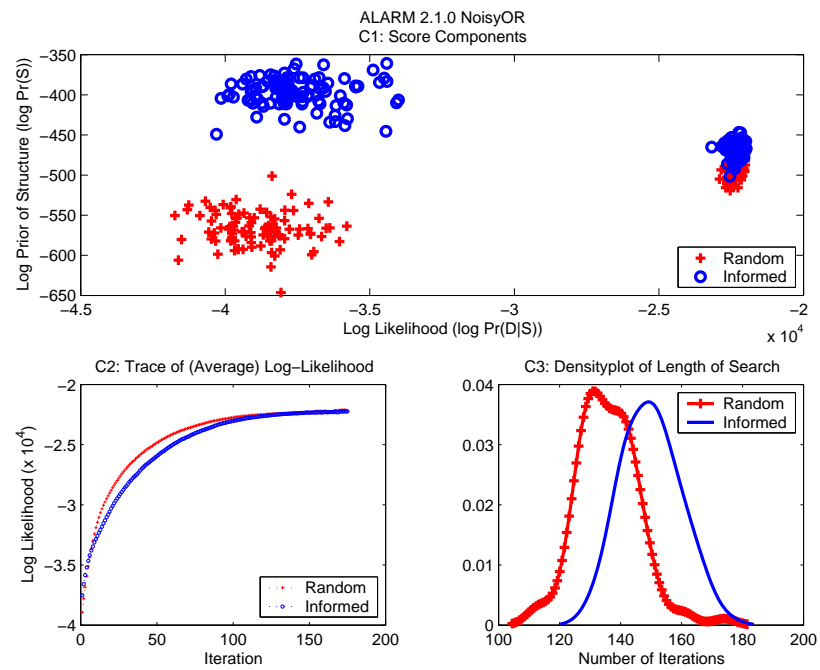 ALARM 2.1.0 NoisyOR
C1: Score Components
Log Prior of Structure (log Pr(S))
−350
−400
−450
−500
−550
−600
−650
−4.5
−4
−3.5
−3
−2.5
−2
x 10^4
Log Likelihood (log Pr(D|S))
Random
Informed
C2: Trace of (Average) Log−Likelihood
Log Likelihood (x 10^4)
−2
−2.5
−3
−3.5
−4
0
50
100
150
200
Iteration
Random
Informed
C3: Densityplot of Length of Search
0.04
0.03
0.02
0.01
0
100
120
140
160
180
200
Number of Iterations
Random
Informed